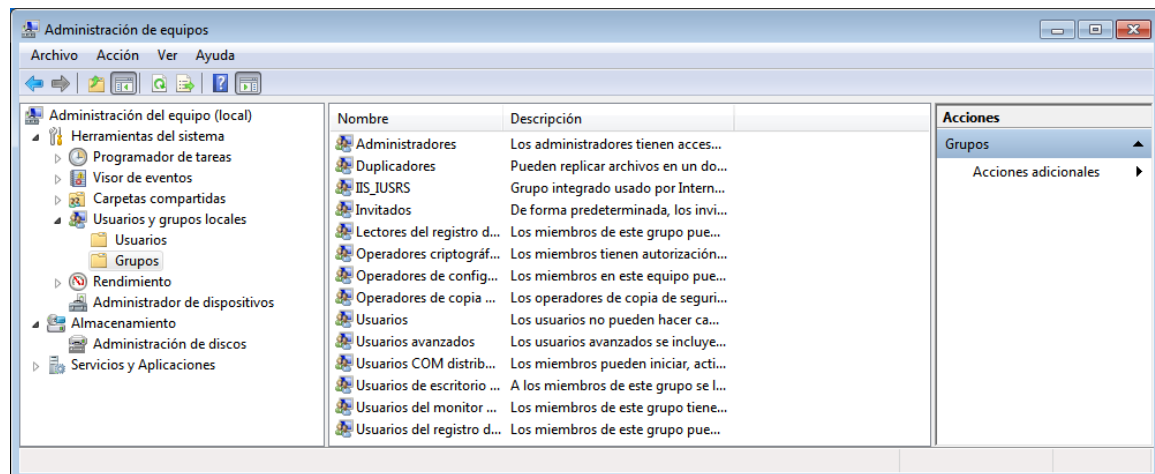 Administración de equipos
Archivo Acción Ver Ayuda
Administración del equipo (local)
Herramientas del sistema
Programador de tareas
Visor de eventos
Carpetas compartidas
Usuarios y grupos locales
Usuarios
Grupos
Rendimiento
Administrador de dispositivos
Almacenamiento
Administración de discos
Servicios y Aplicaciones
Nombre Descripción
Administradores Los administradores tienen acces...
Duplicadores Pueden replicar archivos en un do...
IIS_IUSRS Grupo integrado usado por Intern...
Invitados De forma predeterminada, los invi...
Lectores del registro d... Los miembros de este grupo pue...
Operadores criptográf... Los miembros tienen autorización...
Operadores de config... Los miembros en este equipo pue...
Operadores de copia ... Los operadores de copia de seguri...
Usuarios Los usuarios no pueden hacer ca...
Usuarios avanzados Los usuarios avanzados se incluye...
Usuarios COM distrib... Los miembros pueden iniciar, acti...
Usuarios de escritorio ... A los miembros de este grupo se l...
Usuarios del monitor ... Los miembros de este grupo tiene...
Usuarios del registro d... Los miembros de este grupo pue...
Acciones
Grupos
Acciones adicionales